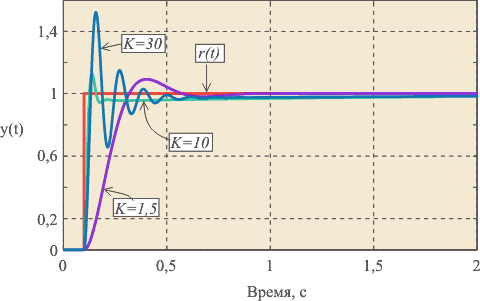 1,4
K=30
r(t)
1
y(t)
K=10
0,6
K=1,5
0,2
0
0 0,5 1 1,5 2
Время, с